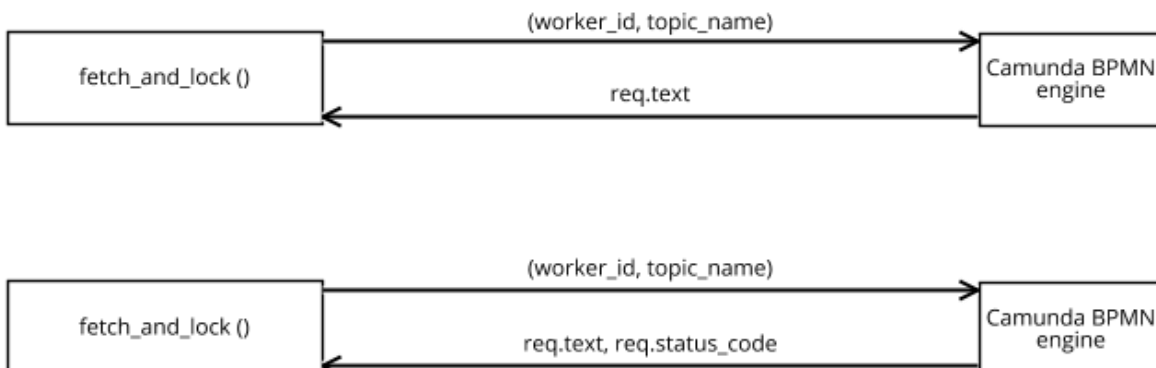 (worker_id, topic_name)
fetch_and_lock ()
Camunda BPMN
engine
req.text
(worker_id, topic_name)
fetch_and_lock ()
Camunda BPMN
engine
req.text, req.status_code